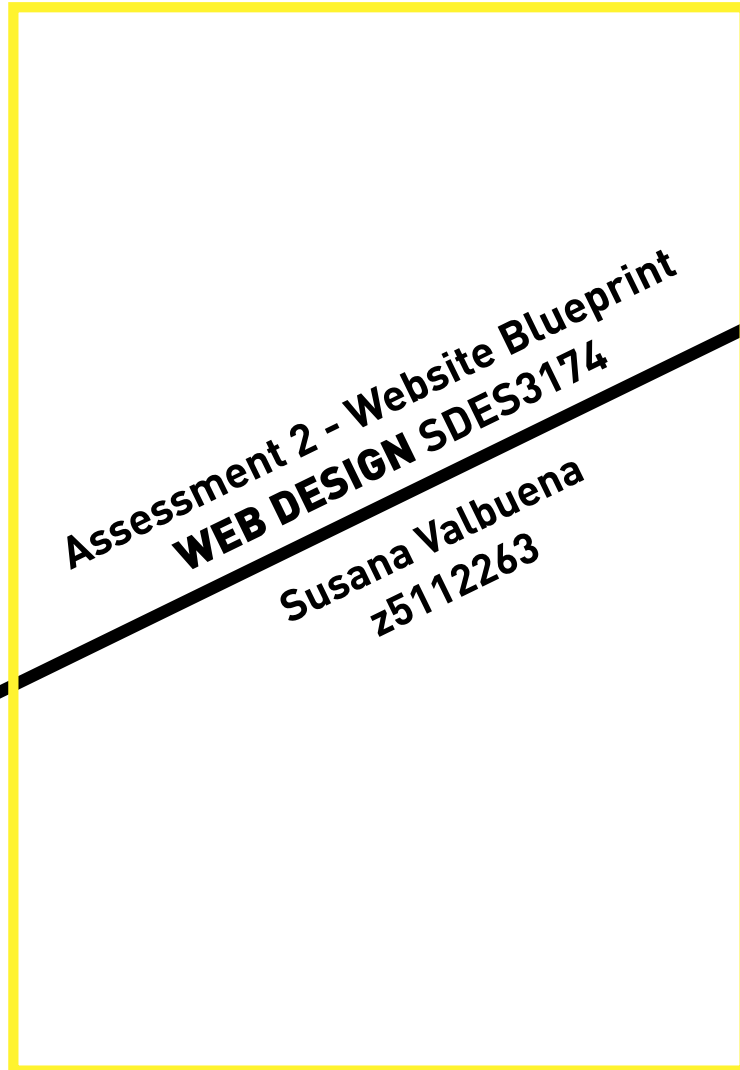 Assessment 2 - Website Blueprint
WEB DESIGN SDES3174
Susana Valbuena
z5112263